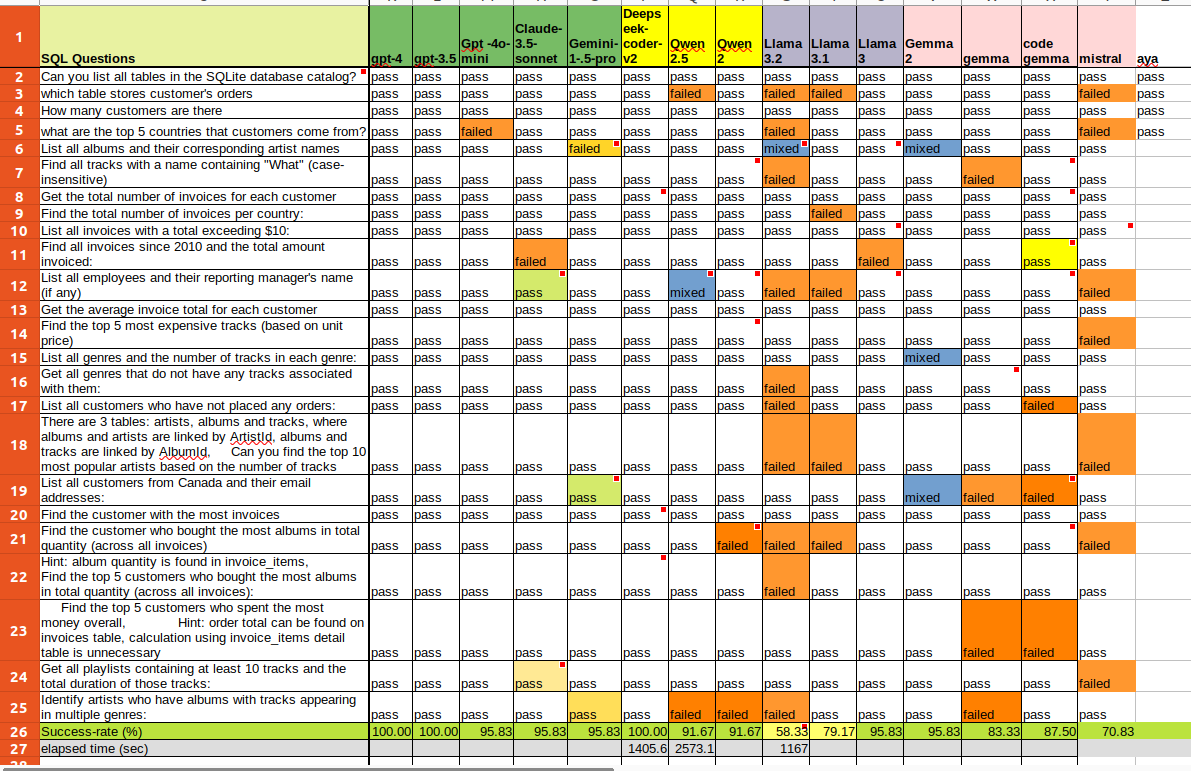 1 SQL Questions gpt-4 gpt-3.5 Gpt -4o-mini Claude-3.5-sonnet Gemini-1-.5-pro Deepseek-coder-v2 Qwen 2.5 Qwen 2 Llama 3.2 Llama 3.1 Llama 3 Gemma 2 gemma code gemma mistral aya
2 Can you list all tables in the SQLite database catalog? pass pass pass pass pass pass pass pass pass pass pass pass pass pass pass pass
3 which table stores customer's orders pass pass pass pass pass pass failed pass failed failed pass pass pass pass failed pass
4 How many customers are there pass pass pass pass pass pass pass pass pass pass pass pass pass pass pass pass
5 what are the top 5 countries that customers come from? pass pass failed pass pass pass pass pass failed pass pass pass pass pass failed pass
6 List all albums and their corresponding artist names pass pass pass pass failed pass pass pass mixed pass pass mixed pass pass pass
7 Find all tracks with a name containing "What" (case-
insensitive) pass pass pass pass pass pass pass pass failed pass pass pass failed pass pass
8 Get the total number of invoices for each customer pass pass pass pass pass pass pass pass pass pass pass pass pass pass pass
9 Find the total number of invoices per country: pass pass pass pass pass pass pass pass pass failed pass pass pass pass pass
10 List all invoices with a total exceeding $10: pass pass pass pass pass pass pass pass pass pass pass pass pass pass pass
11 Find all invoices since 2010 and the total amount
invoiced: pass pass pass failed pass pass pass pass pass pass failed pass pass pass pass
12 List all employees and their reporting manager's name
(if any) pass pass pass pass pass pass mixed pass failed failed pass pass pass pass failed
13 Get the average invoice total for each customer pass pass pass pass pass pass pass pass pass pass pass pass pass pass pass
14 Find the top 5 most expensive tracks (based on unit
price) pass pass pass pass pass pass pass pass pass pass pass pass pass pass failed
15 List all genres and the number of tracks in each genre: pass pass pass pass pass pass pass pass pass pass pass mixed pass pass pass
16 Get all genres that do not have any tracks associated
with them: pass pass pass pass pass pass pass pass failed pass pass pass pass pass pass
17 List all customers who have not placed any orders: pass pass pass pass pass pass pass pass failed pass pass pass pass failed pass
18 There are 3 tables: artists, albums and tracks, where
albums and artists are linked by ArtistId, albums and
tracks are linked by AlbumId, Can you find the top 10
most popular artists based on the number of tracks pass pass pass pass pass pass pass pass failed failed pass pass pass pass failed
19 List all customers from Canada and their email
addresses: pass pass pass pass pass pass pass pass pass pass pass mixed failed failed pass
20 Find the customer with the most invoices pass pass pass pass pass pass pass pass pass pass pass pass pass pass pass
21 Find the customer who bought the most albums in total
quantity (across all invoices) pass pass pass pass pass pass pass failed failed failed pass pass pass pass failed
22 Hint: album quantity is found in invoice_items,
Find the top 5 customers who bought the most albums
in total quantity (across all invoices): pass pass pass pass pass pass pass pass failed pass pass pass pass pass pass
23 Find the top 5 customers who spent the most
money overall, Hint: order total can be found on
invoices table, calculation using invoice_items detail
table is unnecessary pass pass pass pass pass pass pass pass pass pass pass pass failed failed pass
24 Get all playlists containing at least 10 tracks and the
total duration of those tracks: pass pass pass pass pass pass pass pass pass pass pass pass pass pass failed
25 Identify artists who have albums with tracks appearing
in multiple genres: pass pass pass pass pass pass failed failed failed pass pass pass failed pass pass
26 Success-rate (%) 100.00 100.00 95.83 95.83 95.83 100.00 91.67 91.67 58.33 79.17 95.83 95.83 83.33 87.50 70.83
27 elapsed time (sec) 1405.6 2573.1 1167